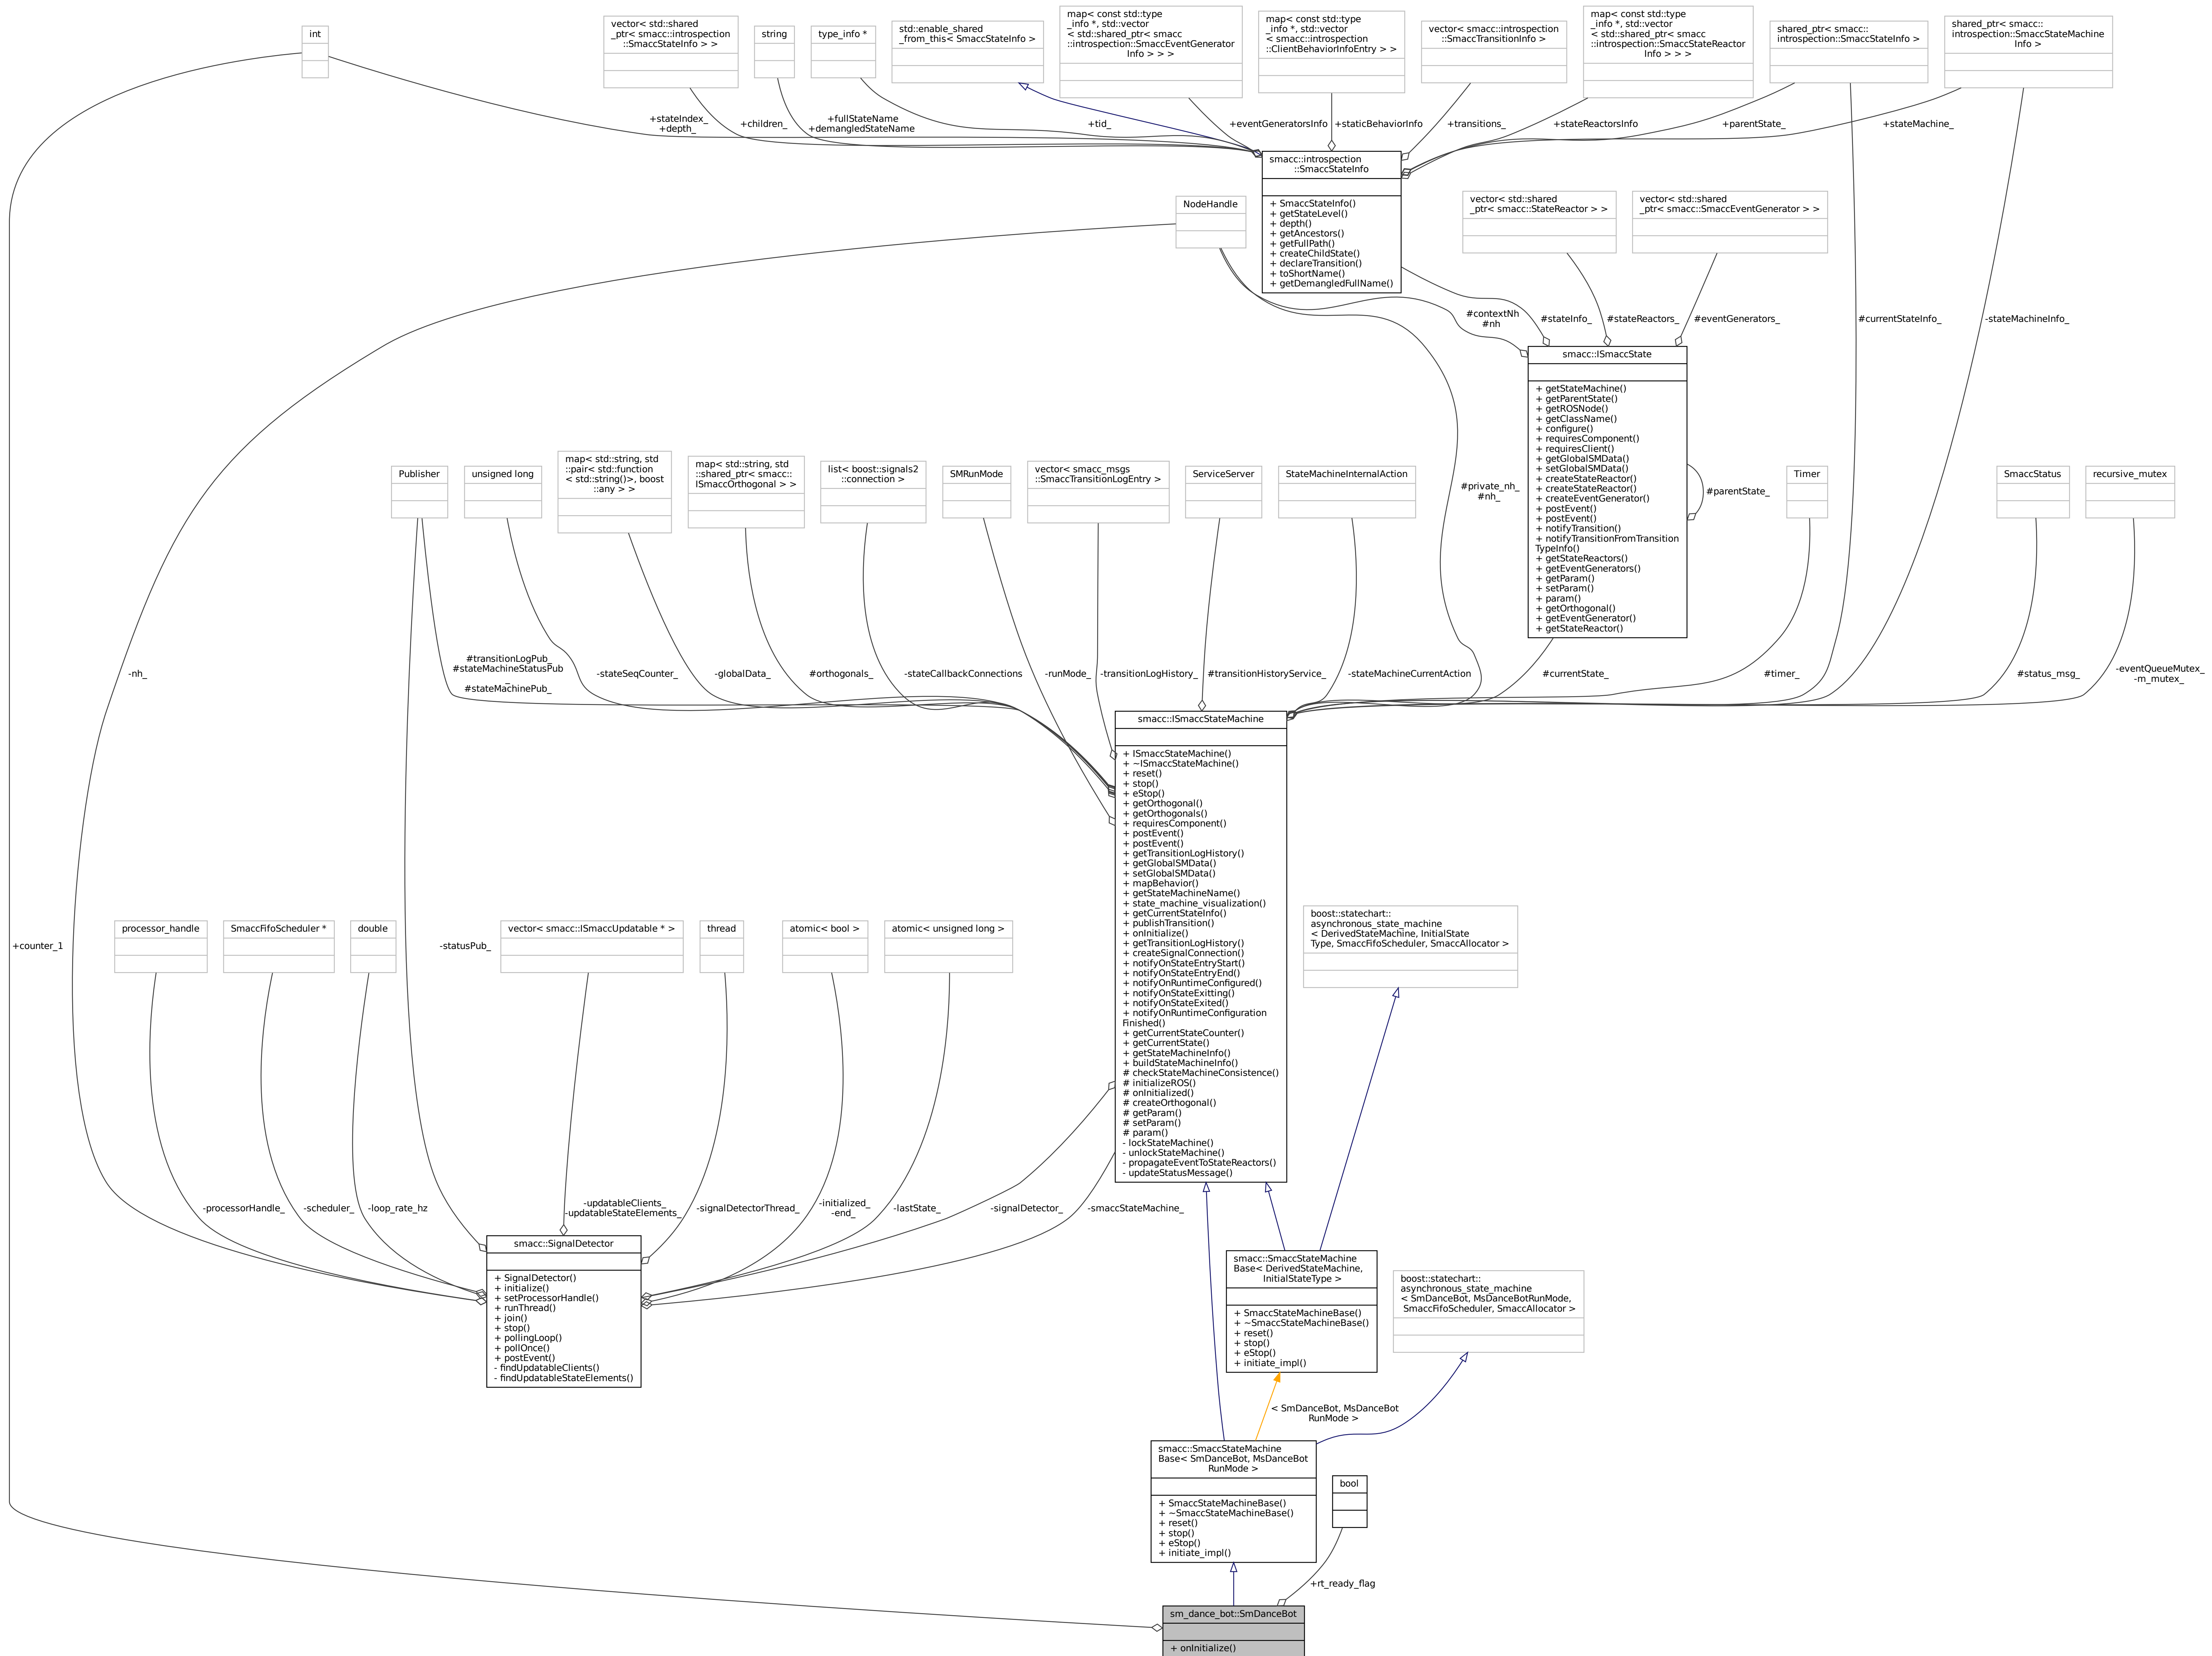 int
vector< std::shared
_ptr< smacc::introspection
::SmaccStateInfo > >
string
type_info *
std::enable_shared
_from_this< SmaccStateInfo >
map< const std::type
_info *, std::vector
< std::shared_ptr< smacc
::introspection::SmaccEventGenerator
Info > > >
map< const std::type
_info *, std::vector
< smacc::introspection
::ClientBehaviorInfoEntry > >
vector< smacc::introspection
::SmaccTransitionInfo >
map< const std::type
_info *, std::vector
< std::shared_ptr< smacc
::introspection::SmaccStateReactor
Info > > >
shared_ptr< smacc::
introspection::SmaccStateInfo >
shared_ptr< smacc::
introspection::SmaccStateMachine
Info >
+stateIndex_
+depth_
+children_
+fullStateName
+demangledStateName
+tid_
+eventGeneratorsInfo
+staticBehaviorInfo
+transitions_
+stateReactorsInfo
+parentState_
+stateMachine_
smacc::introspection
::SmaccStateInfo
+ SmaccStateInfo()
+ getStateLevel()
+ depth()
+ getAncestors()
+ getFullPath()
+ createChildState()
+ declareTransition()
+ toShortName()
+ getDemangledFullName()
NodeHandle
vector< std::shared
_ptr< smacc::StateReactor > >
vector< std::shared
_ptr< smacc::SmaccEventGenerator > >
#contextNh
#nh
#stateInfo_
#stateReactors_
#eventGenerators_
#currentStateInfo_
-stateMachineInfo_
smacc::ISmaccState
+ getStateMachine()
+ getParentState()
+ getROSNode()
+ getClassName()
+ configure()
+ requiresComponent()
+ requiresClient()
+ getGlobalSMData()
+ setGlobalSMData()
+ createStateReactor()
+ createStateReactor()
+ createEventGenerator()
+ postEvent()
+ postEvent()
+ notifyTransition()
+ notifyTransitionFromTransition
TypeInfo()
+ getStateReactors()
+ getEventGenerators()
+ getParam()
+ setParam()
+ param()
+ getOrthogonal()
+ getEventGenerator()
+ getStateReactor()
#parentState_
Publisher
unsigned long
map< std::string, std
::pair< std::function
< std::string()>, boost
::any > >
map< std::string, std
::shared_ptr< smacc::
ISmaccOrthogonal > >
list< boost::signals2
::connection >
SMRunMode
vector< smacc_msgs
::SmaccTransitionLogEntry >
ServiceServer
StateMachineInternalAction
#private_nh_
#nh_
Timer
SmaccStatus
recursive_mutex
-nh_
#transitionLogPub_
#stateMachineStatusPub
_
#stateMachinePub_
-stateSeqCounter_
-globalData_
#orthogonals_
-stateCallbackConnections
-runMode_
-transitionLogHistory_
#transitionHistoryService_
-stateMachineCurrentAction
#currentState_
#timer_
#status_msg_
-eventQueueMutex_
-m_mutex_
smacc::ISmaccStateMachine
+ ISmaccStateMachine()
+ ~ISmaccStateMachine()
+ reset()
+ stop()
+ eStop()
+ getOrthogonal()
+ getOrthogonals()
+ requiresComponent()
+ postEvent()
+ postEvent()
+ getTransitionLogHistory()
+ getGlobalSMData()
+ setGlobalSMData()
+ mapBehavior()
+ getStateMachineName()
+ state_machine_visualization()
+ getCurrentStateInfo()
+ publishTransition()
+ onInitialize()
+ getTransitionLogHistory()
+ createSignalConnection()
+ notifyOnStateEntryStart()
+ notifyOnStateEntryEnd()
+ notifyOnRuntimeConfigured()
+ notifyOnStateExitting()
+ notifyOnStateExited()
+ notifyOnRuntimeConfiguration
Finished()
+ getCurrentStateCounter()
+ getCurrentState()
+ getStateMachineInfo()
+ buildStateMachineInfo()
# checkStateMachineConsistence()
# initializeROS()
# onInitialized()
# createOrthogonal()
# getParam()
# setParam()
# param()
- lockStateMachine()
- unlockStateMachine()
- propagateEventToStateReactors()
- updateStatusMessage()
+counter_1
processor_handle
SmaccFifoScheduler *
double
-statusPub_
vector< smacc::ISmaccUpdatable * >
thread
atomic< bool >
atomic< unsigned long >
boost::statechart::
asynchronous_state_machine
< DerivedStateMachine, InitialState
Type, SmaccFifoScheduler, SmaccAllocator >
-processorHandle_
-scheduler_
-loop_rate_hz
-updatableClients_
-updatableStateElements_
-signalDetectorThread_
-initialized_
-end_
-lastState_
-signalDetector_
-smaccStateMachine_
smacc::SignalDetector
+ SignalDetector()
+ initialize()
+ setProcessorHandle()
+ runThread()
+ join()
+ stop()
+ pollingLoop()
+ pollOnce()
+ postEvent()
- findUpdatableClients()
- findUpdatableStateElements()
smacc::SmaccStateMachine
Base< DerivedStateMachine,
InitialStateType >
+ SmaccStateMachineBase()
+ ~SmaccStateMachineBase()
+ reset()
+ stop()
+ eStop()
+ initiate_impl()
boost::statechart::
asynchronous_state_machine
< SmDanceBot, MsDanceBotRunMode,
SmaccFifoScheduler, SmaccAllocator >
< SmDanceBot, MsDanceBot
RunMode >
smacc::SmaccStateMachine
Base< SmDanceBot, MsDanceBot
RunMode >
+ SmaccStateMachineBase()
+ ~SmaccStateMachineBase()
+ reset()
+ stop()
+ eStop()
+ initiate_impl()
bool
+rt_ready_flag
sm_dance_bot::SmDanceBot
+ onInitialize()